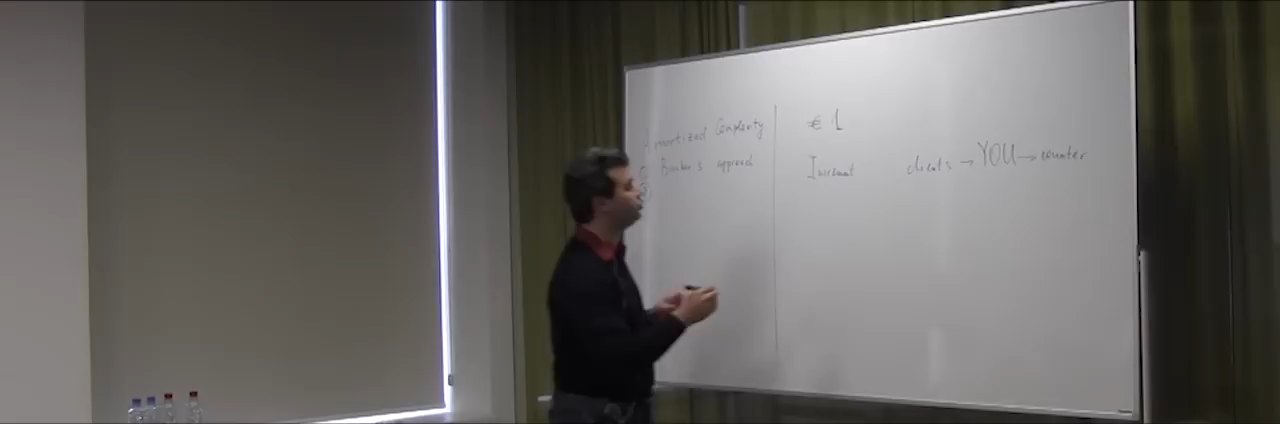 Amortized Complexity
Banker's approach
€ 1
Increment clients → YOU → counter